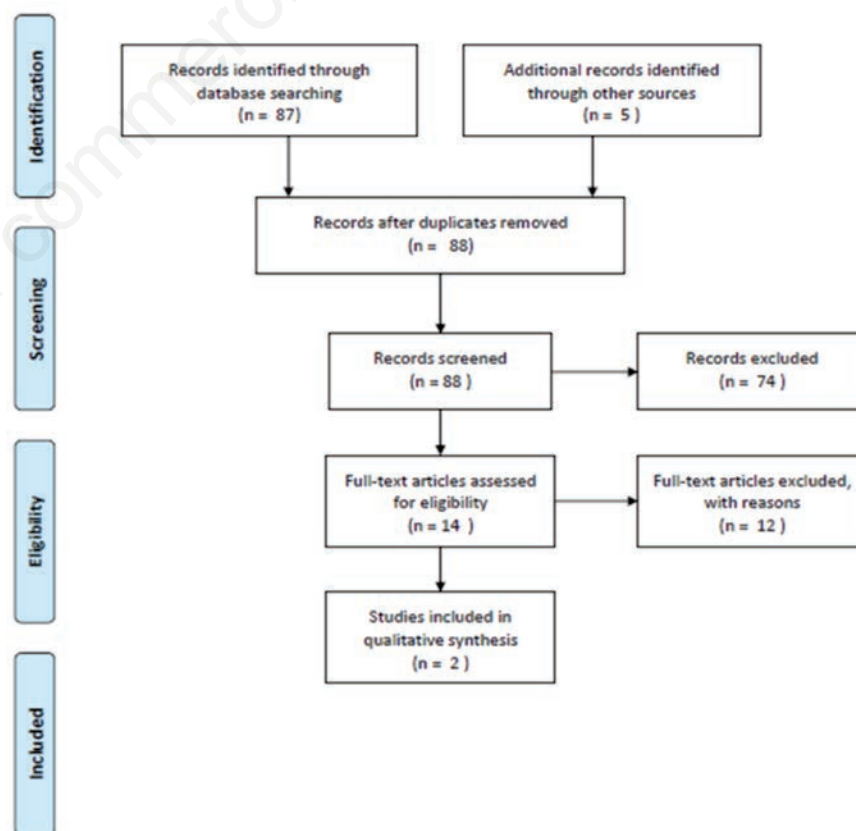 commer
Identification
Records identified through
database searching
(n = 87)
Additional records identified
through other sources
(n = 5 )
Records after duplicates removed
(n = 88)
Screening
Records screened
(n = 88 )
Records excluded
(n = 74 )
Eligibility
Full-text articles assessed
for eligibility
(n = 14 )
Full-text articles excluded,
with reasons
(n = 12 )
Studies included in
qualitative synthesis
(n = 2 )
Included